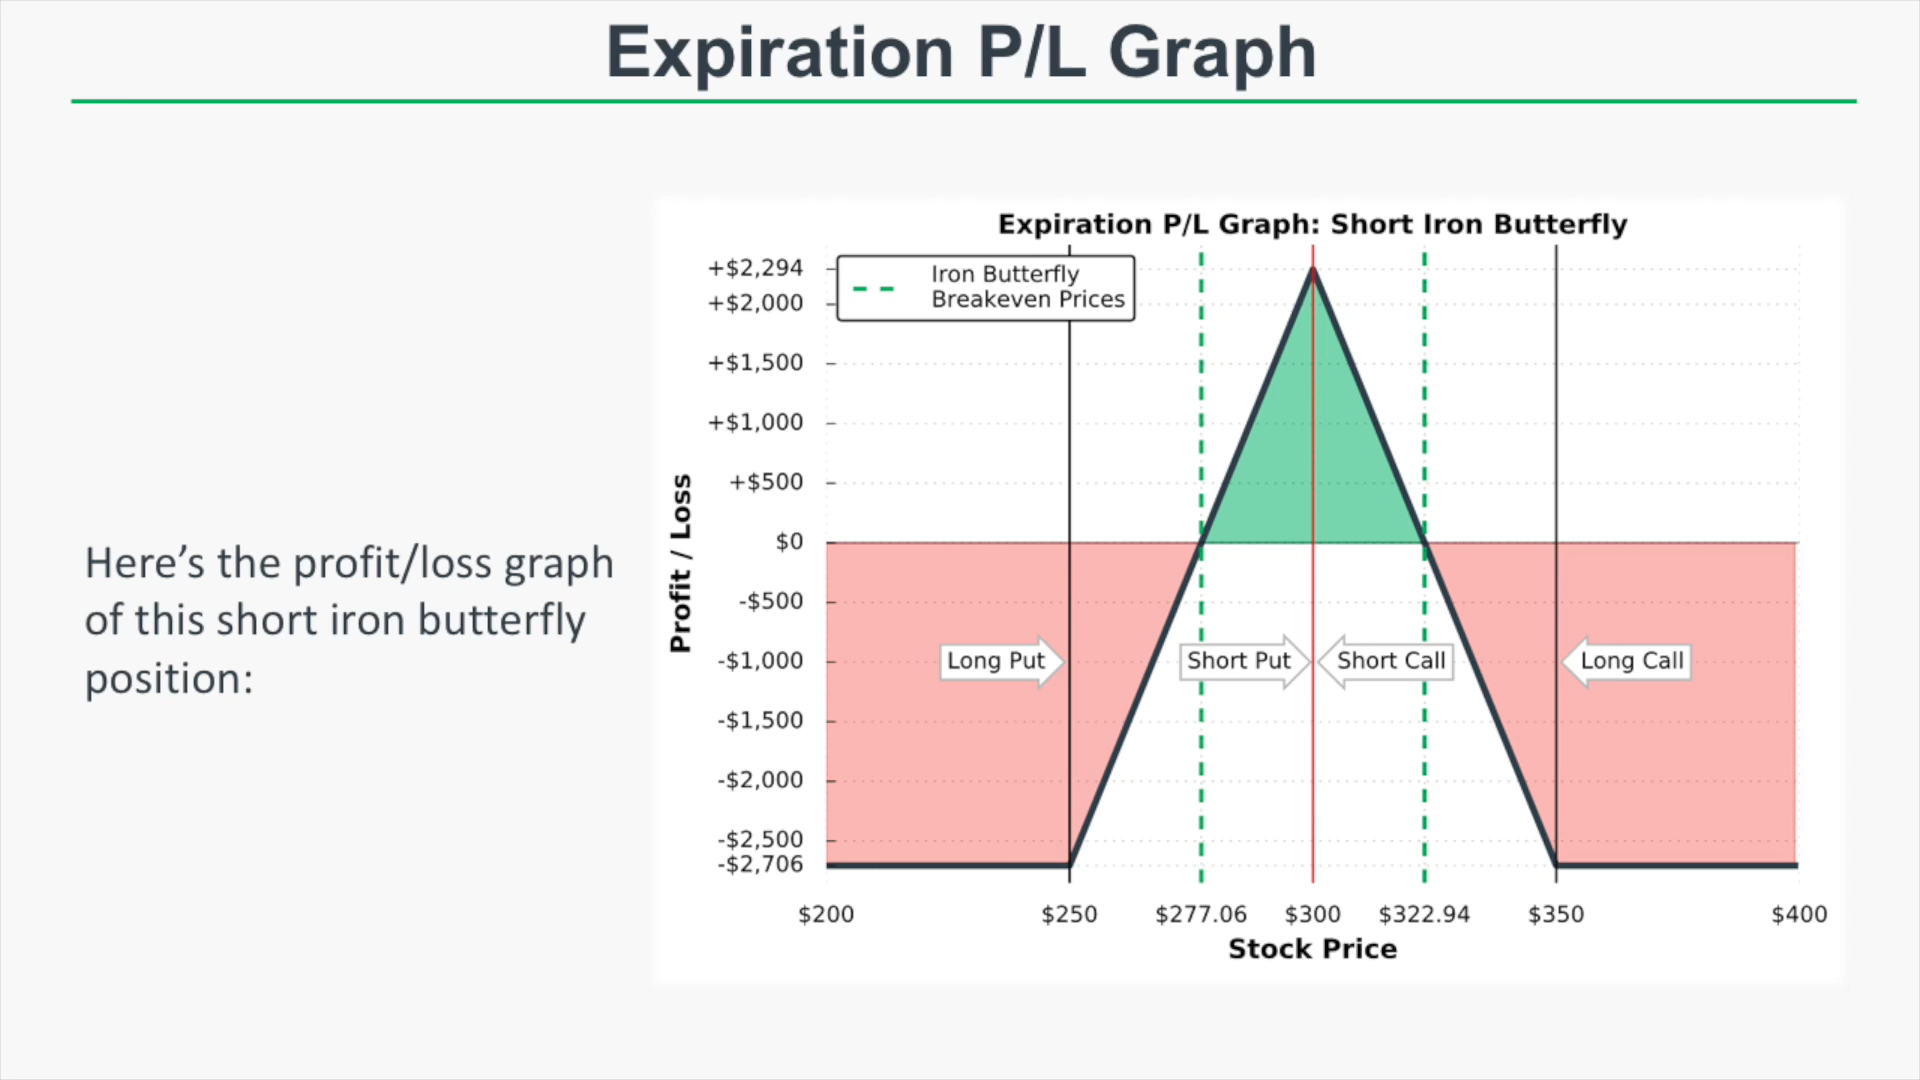 Expiration P/L Graph
Here’s the profit/loss graph
of this short iron butterfly
position:
Expiration P/L Graph: Short Iron Butterfly
Iron Butterfly
Breakeven Prices
+$2,294
+$2,000
+$1,500
+$1,000
+$500
$0
-$500
-$1,000
-$1,500
-$2,000
-$2,500
-$2,706
Profit / Loss
Long Put
Short Put
Short Call
Long Call
$200
$250
$277.06
$300
$322.94
$350
$400
Stock Price